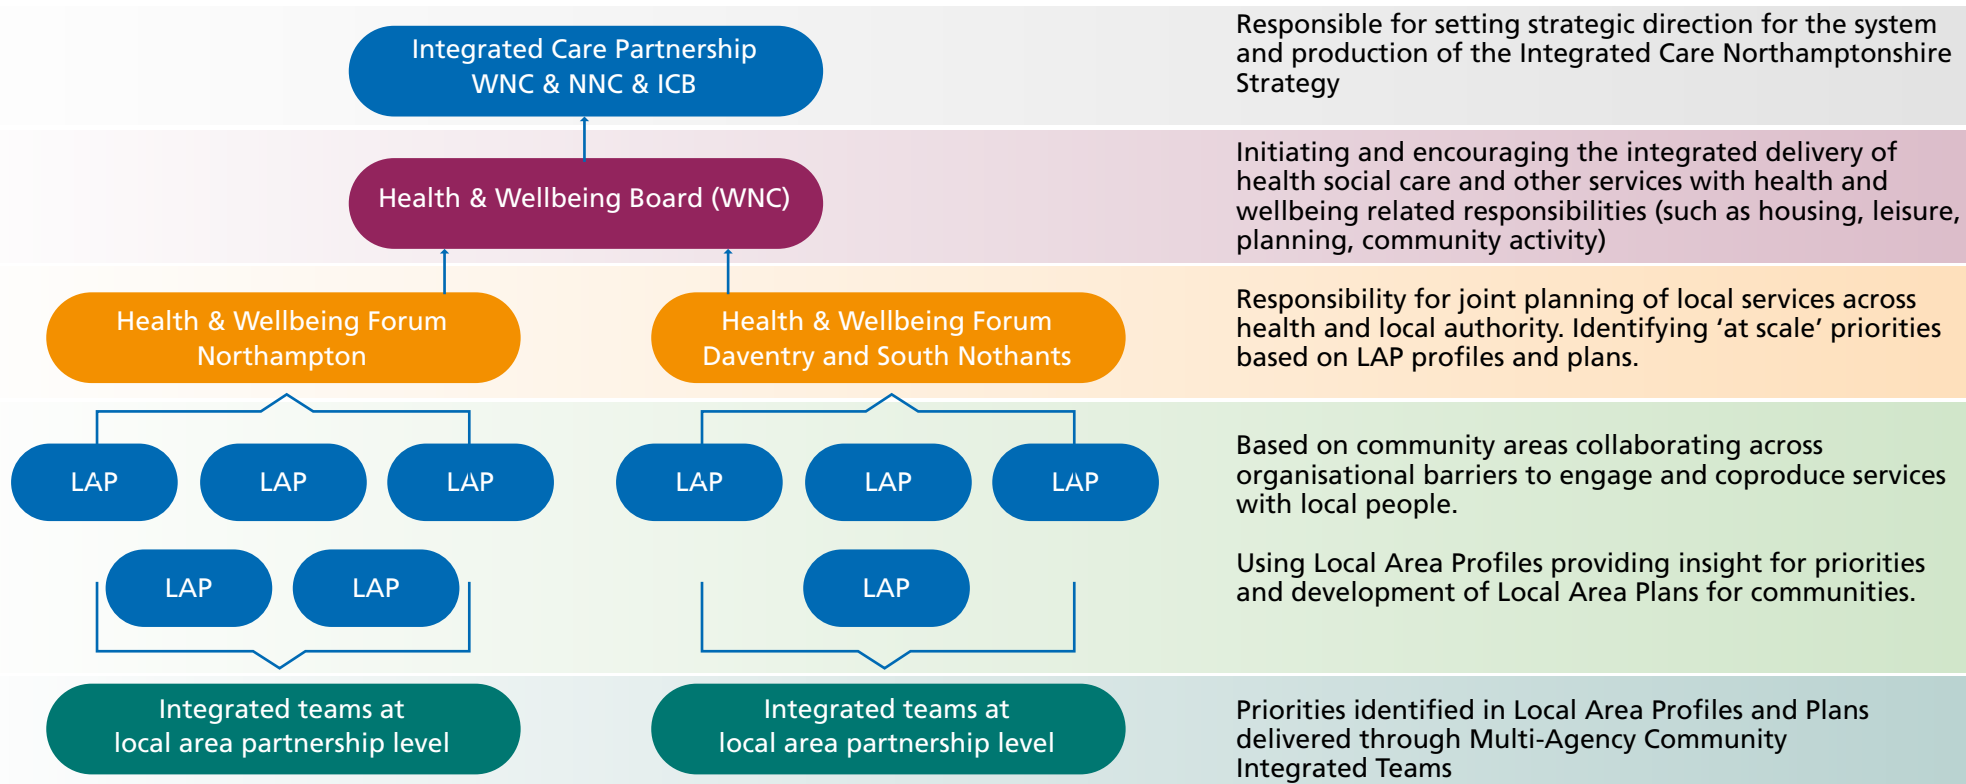 Integrated Care Partnership
WNC & NNC & ICB
Responsible for setting strategic direction for the system
and production of the Integrated Care Northamptonshire
Strategy
Health & Wellbeing Board (WNC)
Initiating and encouraging the integrated delivery of
health social care and other services with health and
wellbeing related responsibilities (such as housing, leisure,
planning, community activity)
Health & Wellbeing Forum
Northampton
Health & Wellbeing Forum
Daventry and South Nothants
Responsibility for joint planning of local services across
health and local authority. Identifying ‘at scale’ priorities
based on LAP profiles and plans.
LAP
LAP
LAP
LAP
LAP
LAP
LAP
LAP
LAP
Based on community areas collaborating across
organisational barriers to engage and coproduce services
with local people.
Using Local Area Profiles providing insight for priorities
and development of Local Area Plans for communities.
Integrated teams at
local area partnership level
Integrated teams at
local area partnership level
Priorities identified in Local Area Profiles and Plans
delivered through Multi-Agency Community
Integrated Teams